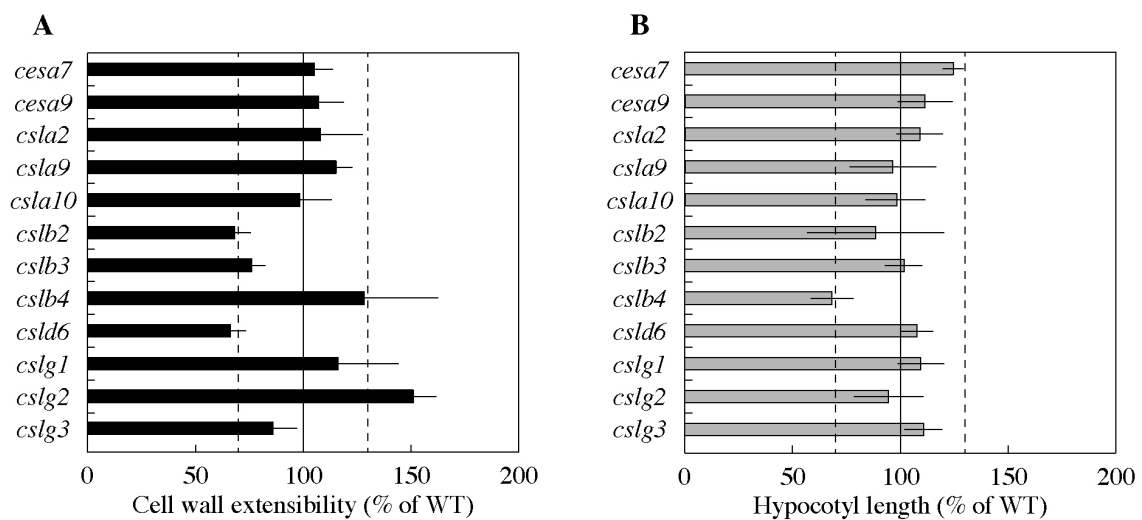 A
cesa7
cesa9
csla2
csla9
csla10
cslb2
cslb3
cslb4
csld6
cslg1
cslg2
cslg3
0 50 100 150 200
Cell wall extensibility (% of WT)
B
cesa7
cesa9
csla2
csla9
csla10
cslb2
cslb3
cslb4
csld6
cslg1
cslg2
cslg3
0 50 100 150 200
Hypocotyl length (% of WT)